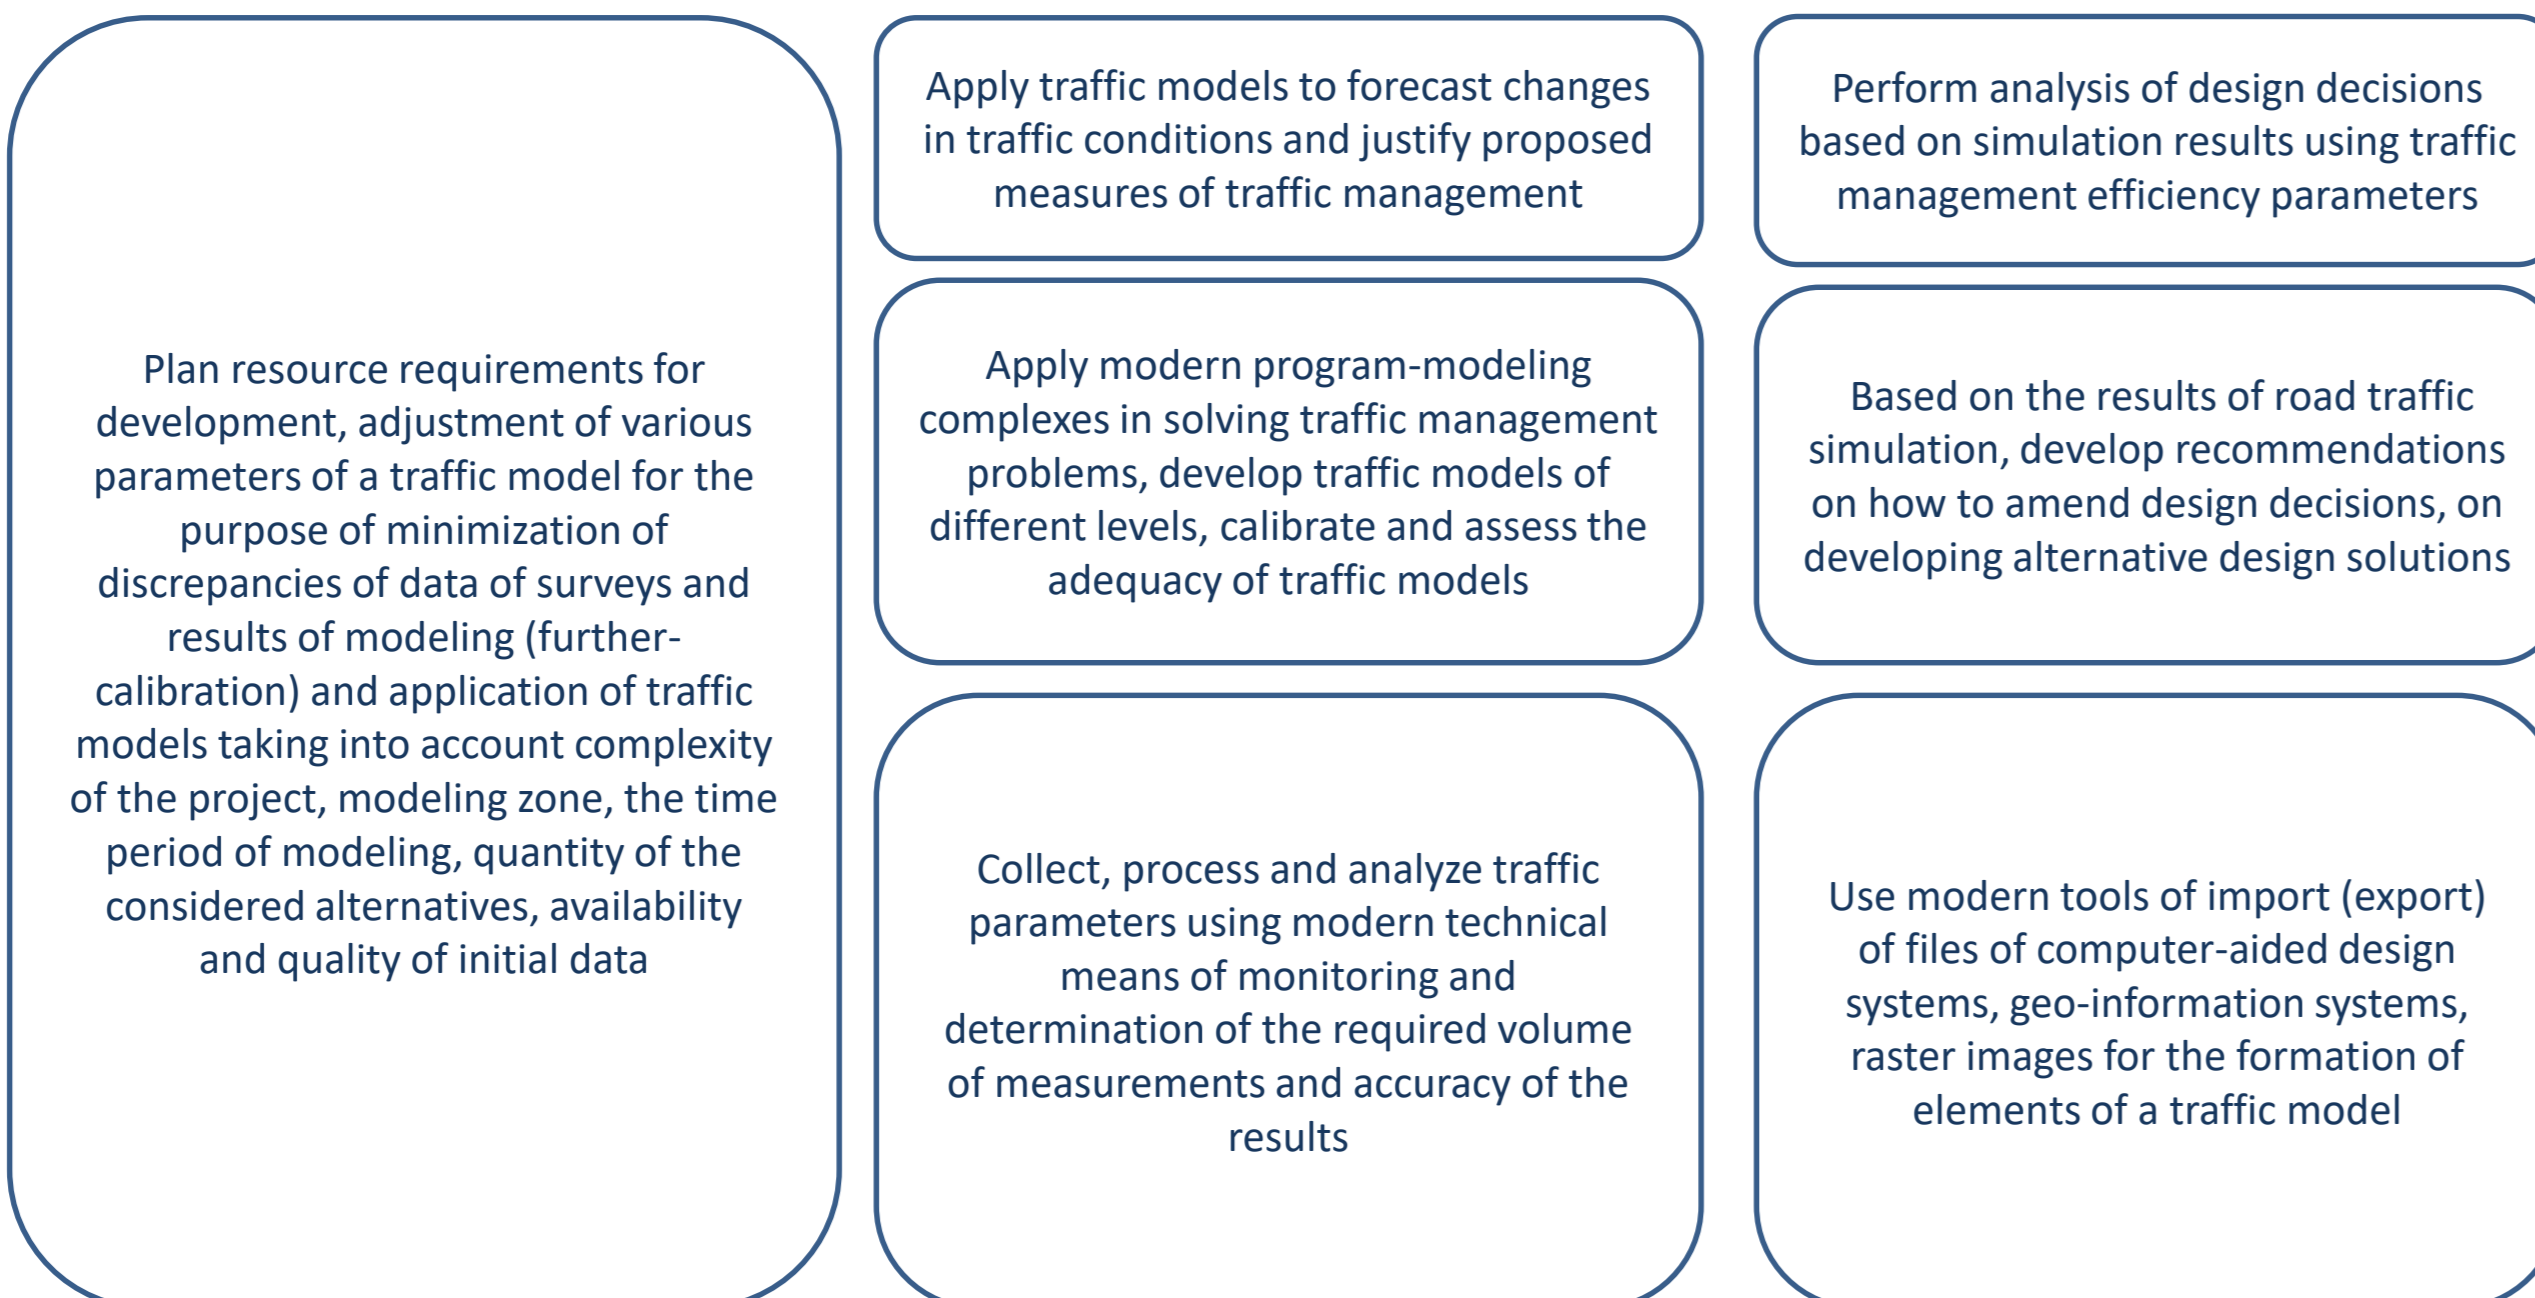 Plan resource requirements for
development, adjustment of various
parameters of a traffic model for the
purpose of minimization of
discrepancies of data of surveys and
results of modeling (further-
calibration) and application of traffic
models taking into account complexity
of the project, modeling zone, the time
period of modeling, quantity of the
considered alternatives, availability
and quality of initial data
Apply traffic models to forecast changes
in traffic conditions and justify proposed
measures of traffic management
Apply modern program-modeling
complexes in solving traffic management
problems, develop traffic models of
different levels, calibrate and assess the
adequacy of traffic models
Collect, process and analyze traffic
parameters using modern technical
means of monitoring and
determination of the required volume
of measurements and accuracy of the
results
Perform analysis of design decisions
based on simulation results using traffic
management efficiency parameters
Based on the results of road traffic
simulation, develop recommendations
on how to amend design decisions, on
developing alternative design solutions
Use modern tools of import (export)
of files of computer-aided design
systems, geo-information systems,
raster images for the formation of
elements of a traffic model